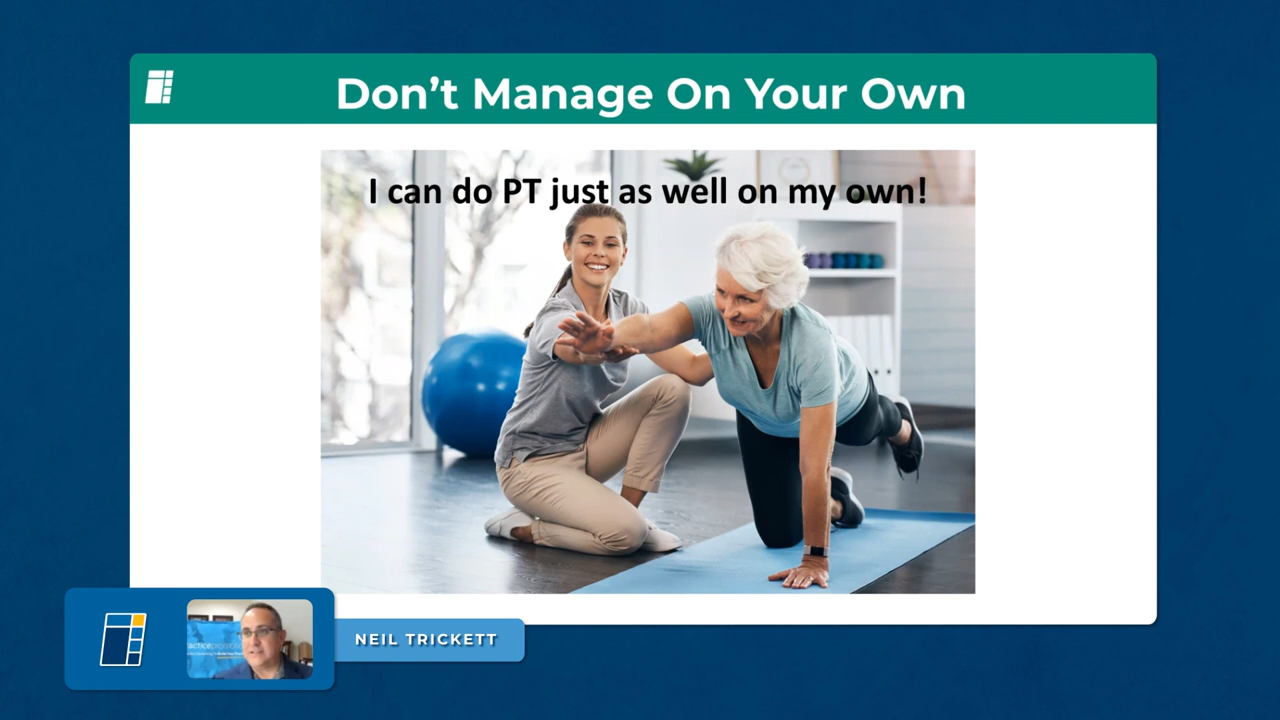 Don't Manage On Your Own
I can do PT just as well on my own!
NEIL TRICKETT